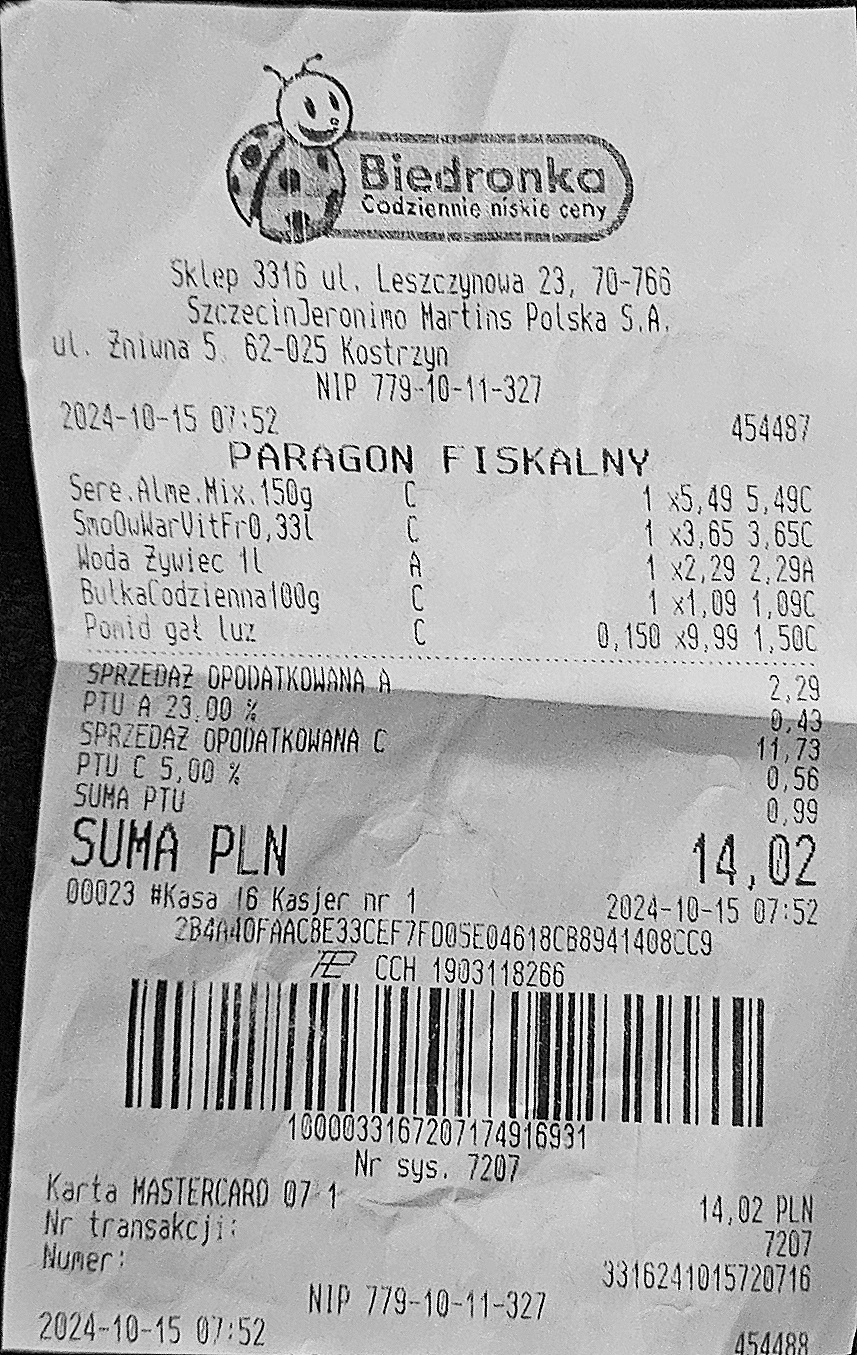 Biedronka
Codziennie niskie ceny
Sklep 3316 ul. Leszczynowa 23, 70-766
SzczecinJeronimo Martins Polska S.A.
ul. Żniwna 5 62-025 Kostrzyn
NIP 779-10-11-327
2024-10-15 07:52 454487
PARAGON FISKALNY
Sere.Alme.Mix.150g C 1 x5,49 5,49C
SmoOwWarVitFr0,33l C 1 x3,65 3,65C
Woda Żywiec 1l A 1 x2,29 2,29A
BułkaCodzienna100g C 1 x1,09 1,09C
Pomid gał luz C 0,150 x9,99 1,50C
SPRZEDAŻ OPODATKOWANA A 2,29
PTU A 23,00 % 0,43
SPRZEDAŻ OPODATKOWANA C 11,73
PTU C 5,00 % 0,56
SUMA PTU 0,99
SUMA PLN 14,02
00023 #Kasa 16 Kasjer nr 1 2024-10-15 07:52
2B4A40FAAC8E33CEF7FD05E04618CB8941408CC9
CCH 1903118266
1000033167207174916931
Nr sys. 7207
Karta MASTERCARD 07 1 14,02 PLN
Nr transakcji: 7207
Numer: 3316241015720716
NIP 779-10-11-327
2024-10-15 07:52 454488